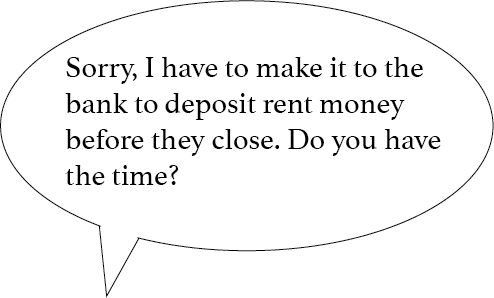 Sorry, I have to make it to the
bank to deposit rent money
before they close. Do you have
the time?